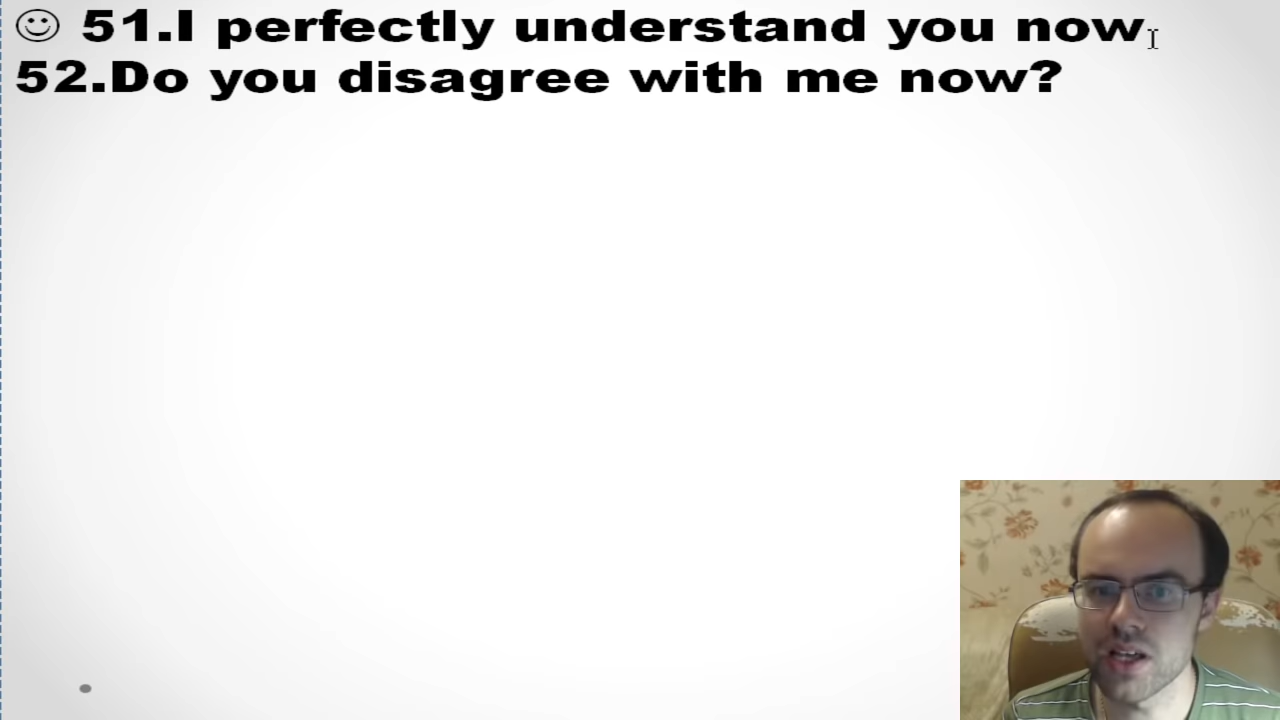 ☺ 51.I perfectly understand you now
52.Do you disagree with me now?